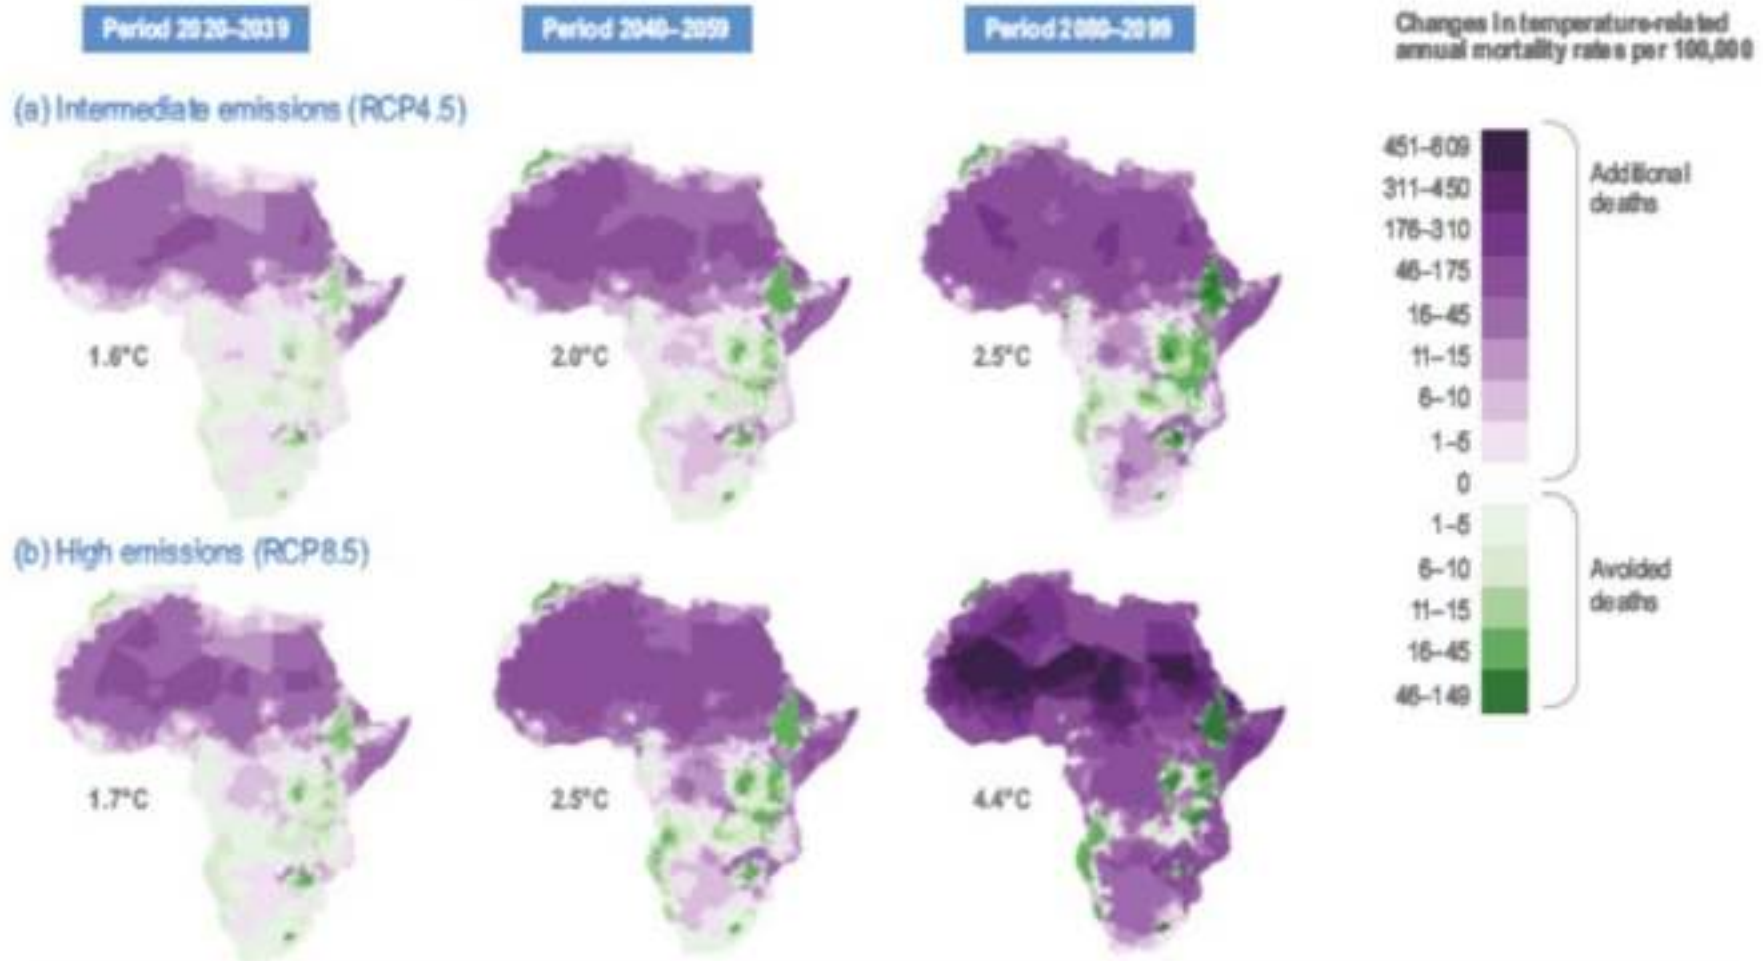 Period 2020–2039
Period 2040–2059
Period 2080–2099
Changes in temperature-related
annual mortality rates per 100,000
(a) Intermediate emissions (RCP4.5)
1.6°C
2.0°C
2.5°C
451–609
311–450
176–310
46–175
16–45
11–15
6–10
1–5
0
1–5
6–10
11–15
16–45
46–149
Additional
deaths
Avoided
deaths
(b) High emissions (RCP8.5)
1.7°C
2.5°C
4.4°C